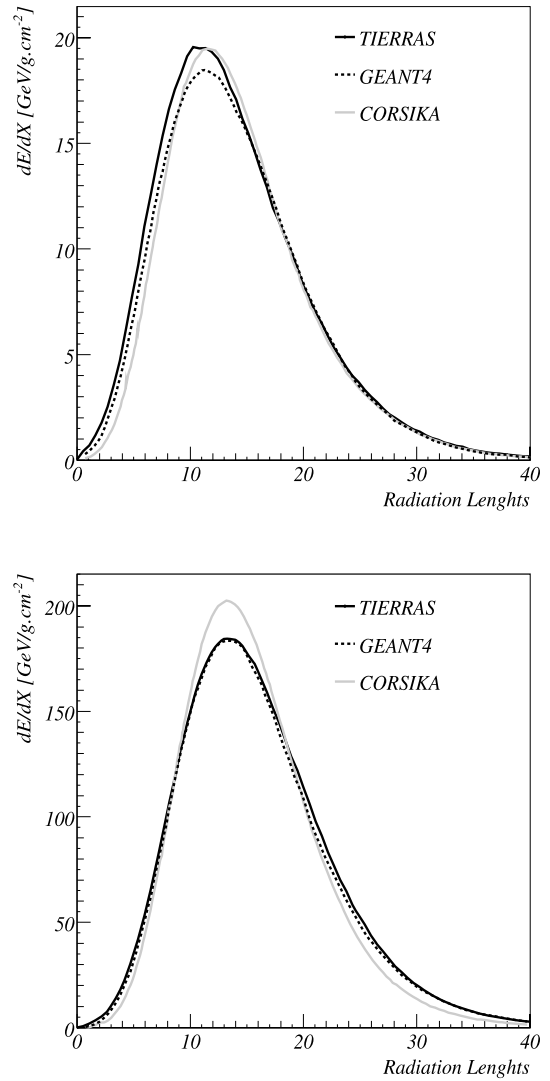 dE/dX [GeV/g.cm-2]
20
15
10
5
0
TIERRAS
GEANT4
CORSIKA
0 10 20 30 40
Radiation Lenghts
dE/dX [GeV/g.cm-2]
200
150
100
50
0
TIERRAS
GEANT4
CORSIKA
0 10 20 30 40
Radiation Lenghts